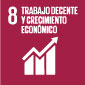 8 TRABAJO DECENTE
Y CRECIMIENTO
ECONÓMICO